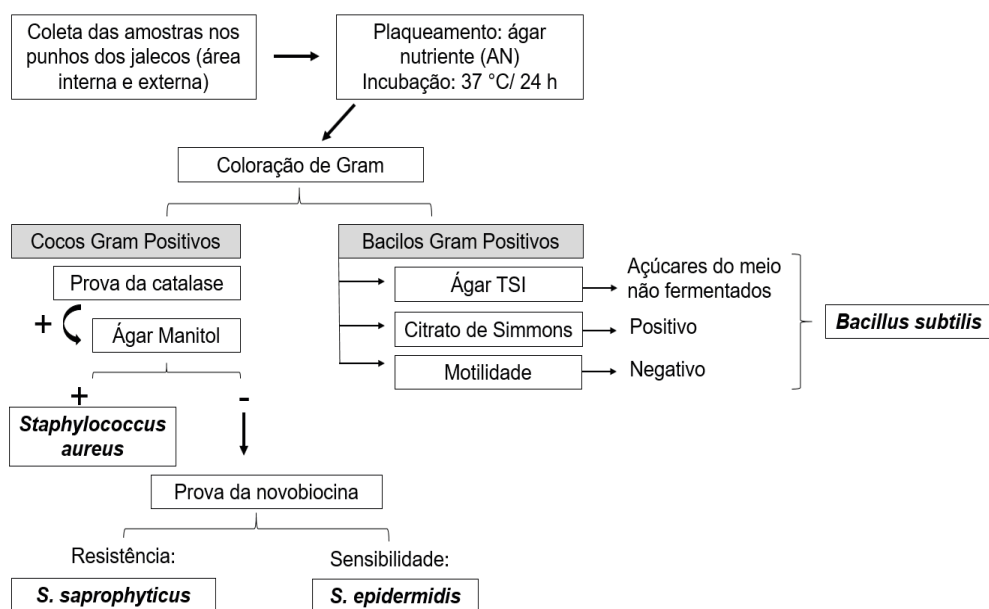 Coleta das amostras nos
punhos dos jalecos (área
interna e externa)
Plaqueamento: ágar
nutriente (AN)
Incubação: 37 °C/ 24 h
Coloração de Gram
Cocos Gram Positivos
Bacilos Gram Positivos
Prova da catalase
+
Ágar Manitol
Ágar TSI
Açúcares do meio
não fermentados
Citrato de Simmons
Positivo
Motilidade
Negativo
Bacillus subtilis
+
-
Staphylococcus
aureus
Prova da novobiocina
Resistência:
S. saprophyticus
Sensibilidade:
S. epidermidis